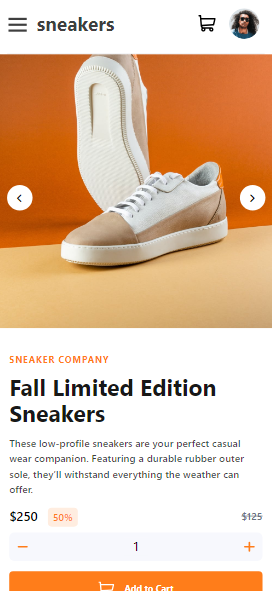 sneakers
SNEAKER COMPANY
Fall Limited Edition
Sneakers
These low-profile sneakers are your perfect casual
wear companion. Featuring a durable rubber outer
sole, they'll withstand everything the weather can
offer.
$250 50% $125
− 1 +
Add to Cart